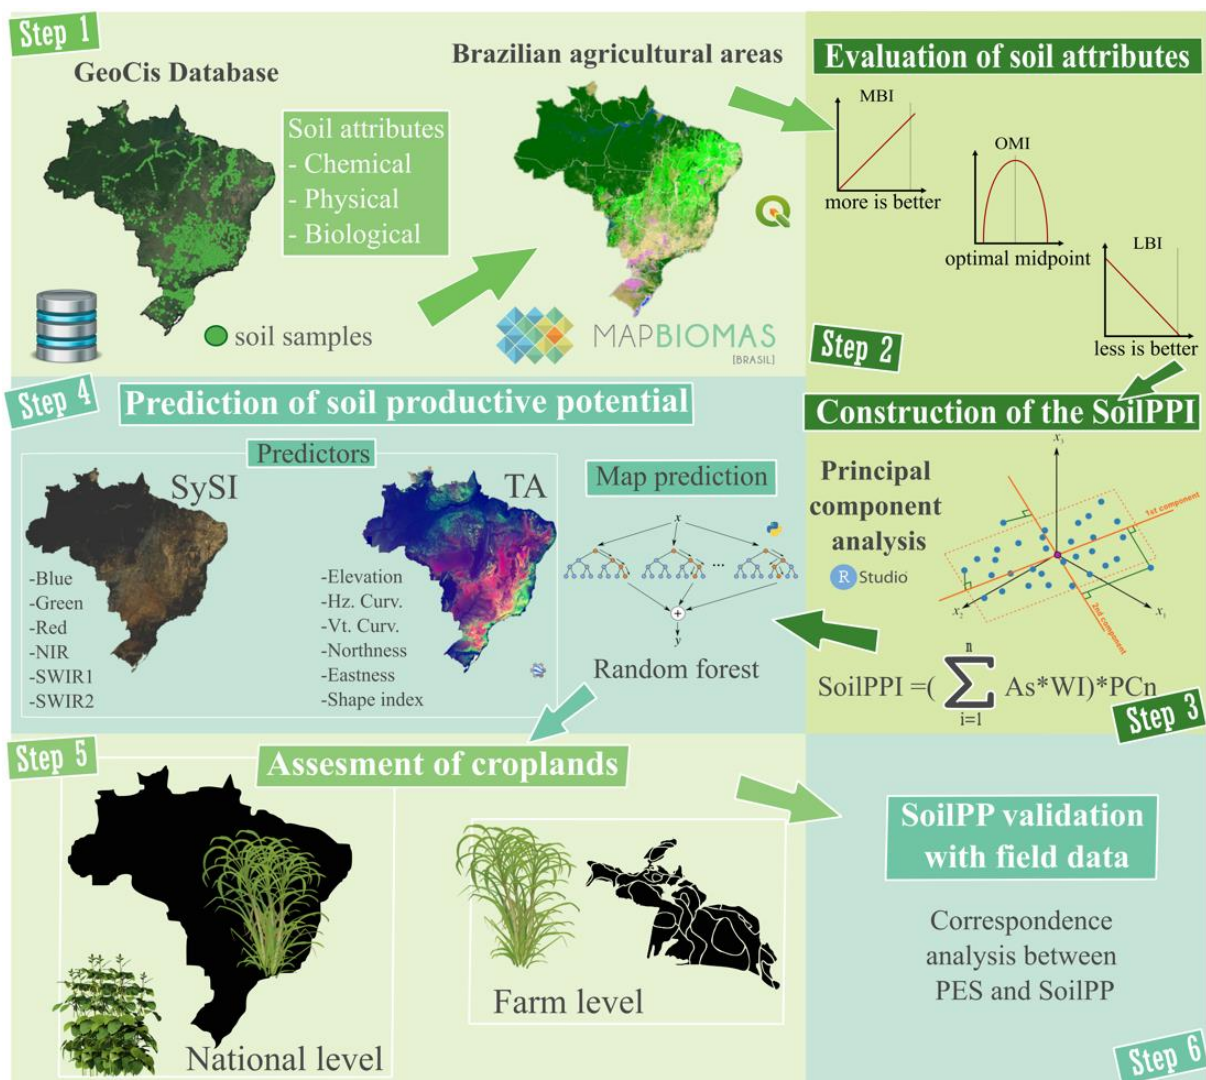 Step 1
GeoCis Database
Soil attributes
- Chemical
- Physical
- Biological
soil samples
Brazilian agricultural areas
MAPBIOMAS
[BRASIL]
Evaluation of soil attributes
MBI
more is better
OMI
optimal midpoint
LBI
less is better
Step 2
Construction of the SoilPPI
Principal
component
analysis
R Studio
x₃
1st component
x₂
x₁
2nd component
SoilPPI =( n∑i=1 As*WI)*PCn
Step 3
Step 4
Prediction of soil productive potential
Predictors
SySI
-Blue
-Green
-Red
-NIR
-SWIR1
-SWIR2
TA
-Elevation
-Hz. Curv.
-Vt. Curv.
-Northness
-Eastness
-Shape index
Map prediction
x
...
+
y
Random forest
Step 5
Assesment of croplands
National level
Farm level
SoilPP validation
with field data
Correspondence
analysis between
PES and SoilPP
Step 6